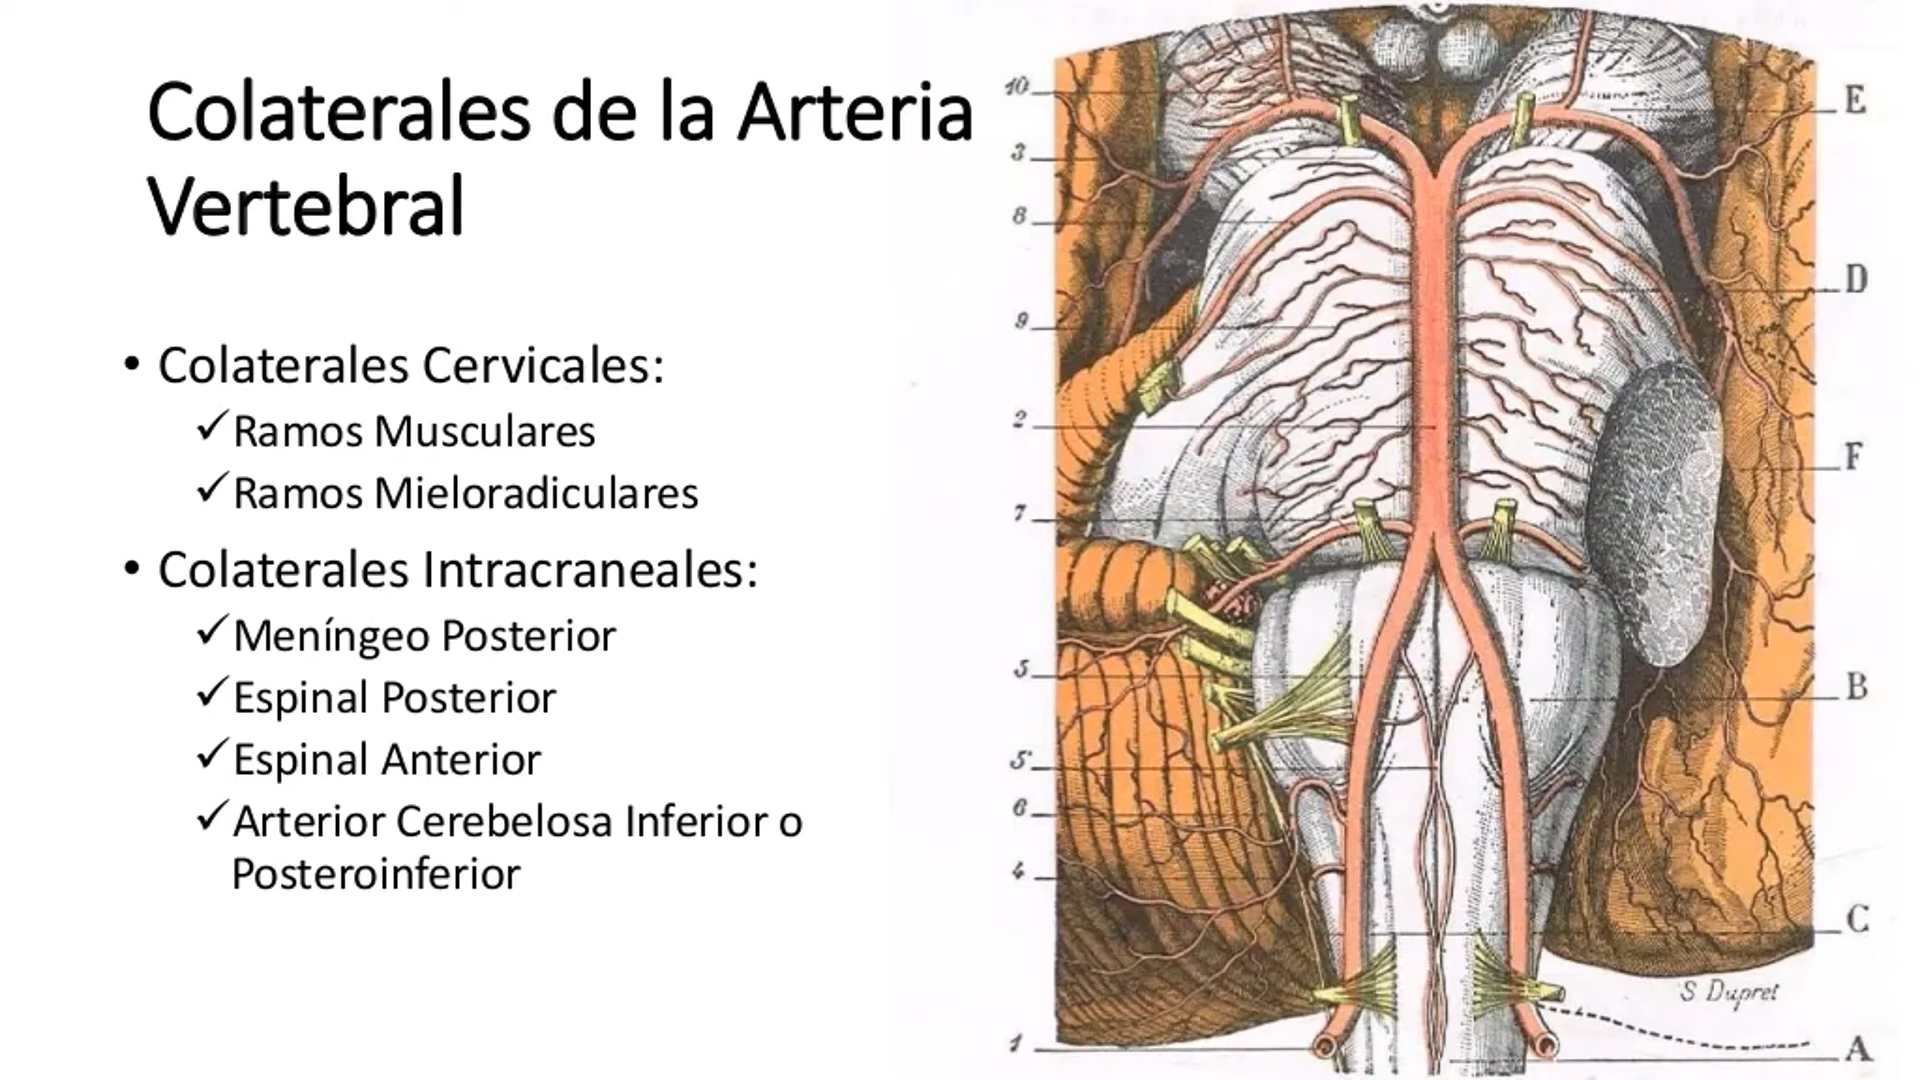 Colaterales de la Arteria
Vertebral
• Colaterales Cervicales:
✓Ramos Musculares
✓Ramos Mieloradiculares
• Colaterales Intracraneales:
✓Meníngeo Posterior
✓Espinal Posterior
✓Espinal Anterior
✓Arterior Cerebelosa Inferior o
Posteroinferior
10
3
8
9
2
7
5
5'
6
4
1
E
D
F
B
C
S Dupret
A